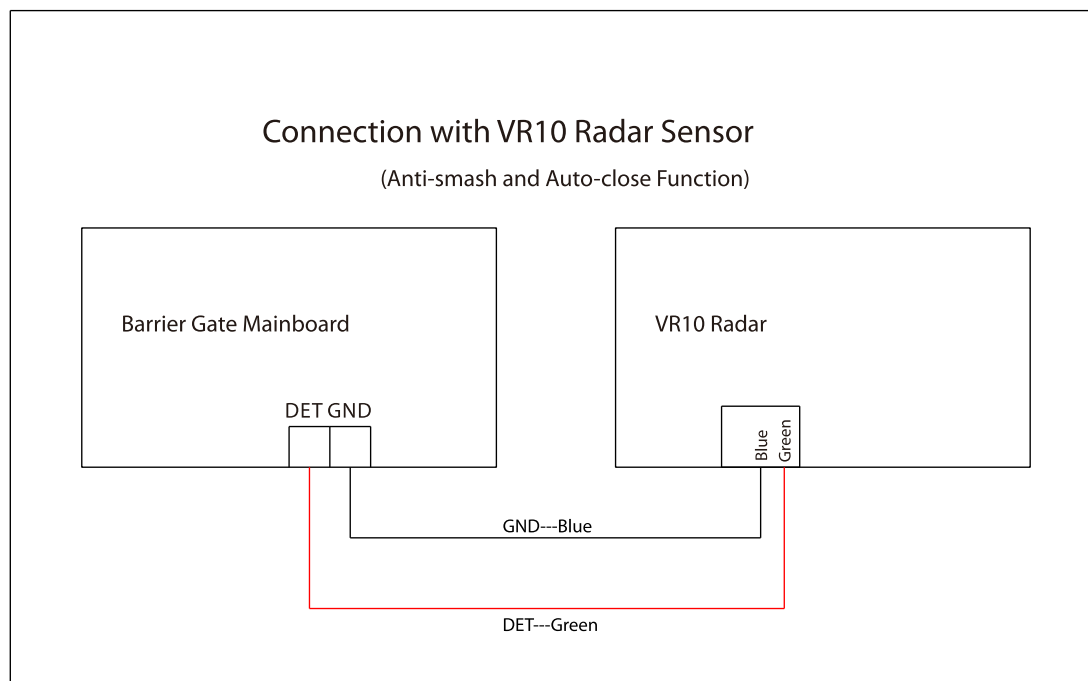 Connection with VR10 Radar Sensor
(Anti-smash and Auto-close Function)
Barrier Gate Mainboard
VR10 Radar
DET GND
Blue
Green
GND---Blue
DET---Green